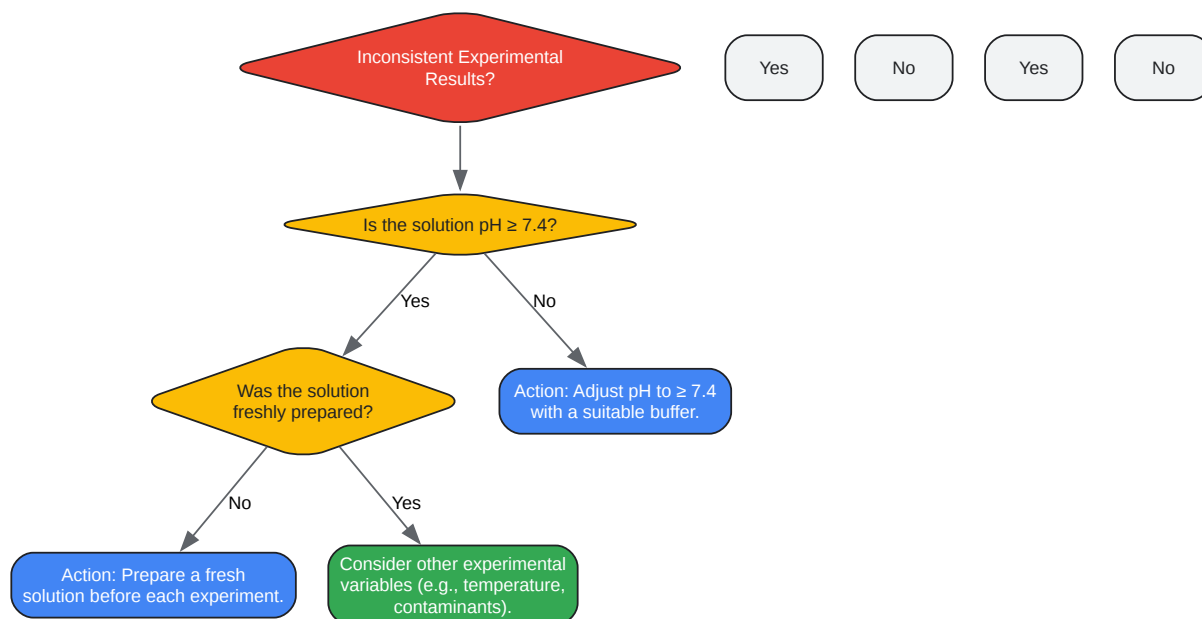 Inconsistent Experimental
Results?
Yes
No
Yes
No
Is the solution pH ≥ 7.4?
Yes
No
Was the solution
freshly prepared?
Action: Adjust pH to ≥ 7.4
with a suitable buffer.
No
Yes
Action: Prepare a fresh
solution before each experiment.
Consider other experimental
variables (e.g., temperature,
contaminants).